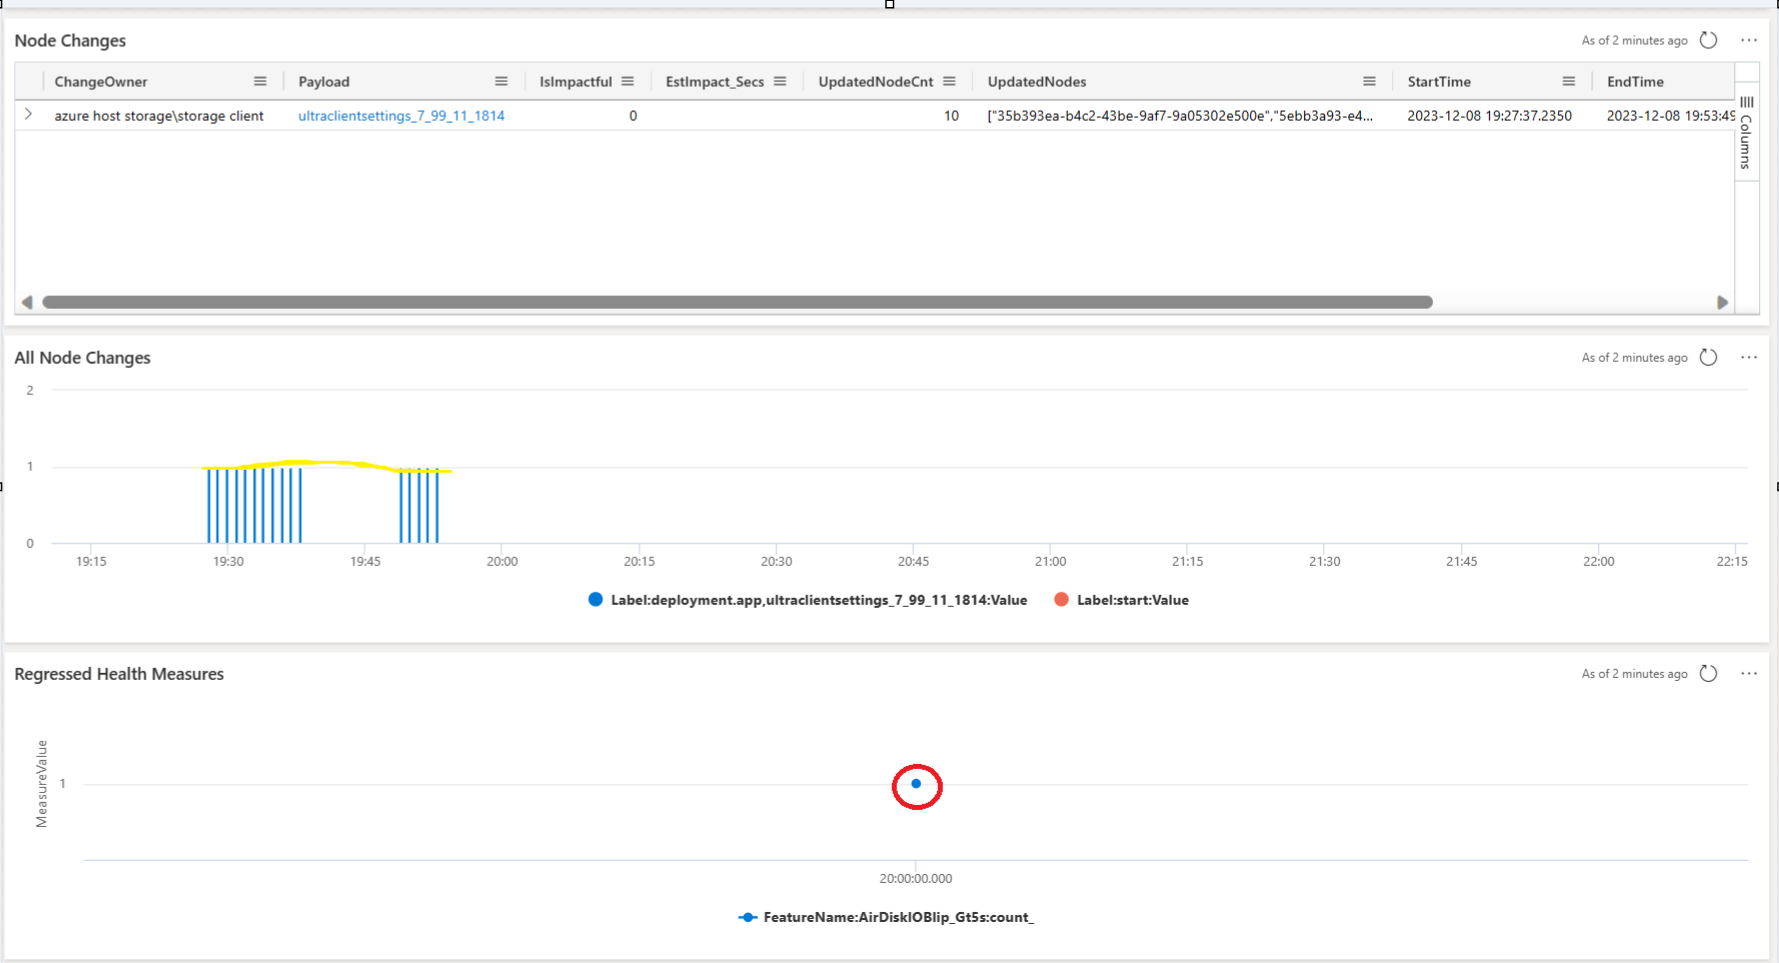 Node Changes
As of 2 minutes ago
ChangeOwner Payload IsImpactful EstImpact_Secs UpdatedNodeCnt UpdatedNodes StartTime EndTime
azure host storage\storage client ultraclientsettings_7_99_11_1814 0 10 ["35b393ea-b4c2-43be-9af7-9a05302e500e","5ebb3a93-e4... 2023-12-08 19:27:37.2350 2023-12-08 19:53:49
Columns
All Node Changes
As of 2 minutes ago
2
1
0
19:15 19:30 19:45 20:00 20:15 20:30 20:45 21:00 21:15 21:30 21:45 22:00 22:15
Label:deployment.app,ultraclientsettings_7_99_11_1814:Value Label:start:Value
Regressed Health Measures
As of 2 minutes ago
MeasureValue
1
20:00:00.000
FeatureName:AirDiskIOBlip_Gt5s:count_